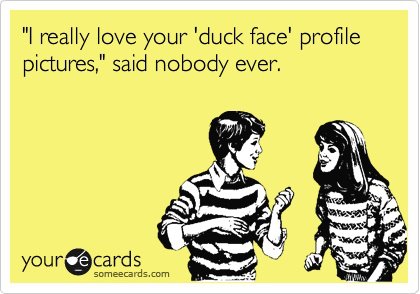 "I really love your 'duck face' profile
pictures," said nobody ever.
your e cards
someecards.com